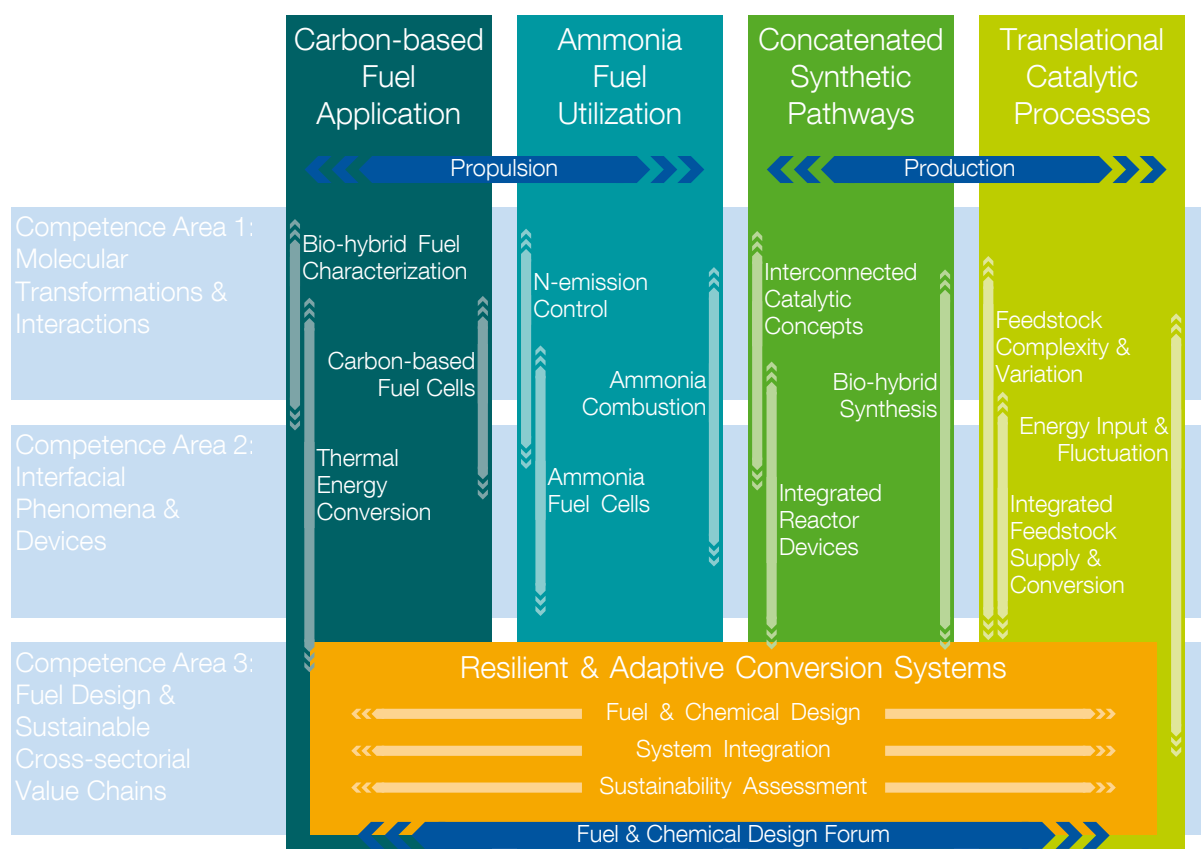 Carbon-based
Fuel
Application
Ammonia
Fuel
Utilization
Concatenated
Synthetic
Pathways
Translational
Catalytic
Processes
Propulsion
Production
Competence Area 1:
Molecular
Transformations &
Interactions
Bio-hybrid Fuel
Characterization
Carbon-based
Fuel Cells
N-emission
Control
Ammonia
Combustion
Interconnected
Catalytic
Concepts
Bio-hybrid
Synthesis
Feedstock
Complexity &
Variation
Competence Area 2:
Interfacial
Phenomena &
Devices
Thermal
Energy
Conversion
Ammonia
Fuel Cells
Integrated
Reactor
Devices
Energy Input &
Fluctuation
Integrated
Feedstock
Supply &
Conversion
Competence Area 3:
Fuel Design &
Sustainable
Cross-sectorial
Value Chains
Resilient & Adaptive Conversion Systems
Fuel & Chemical Design
System Integration
Sustainability Assessment
Fuel & Chemical Design Forum